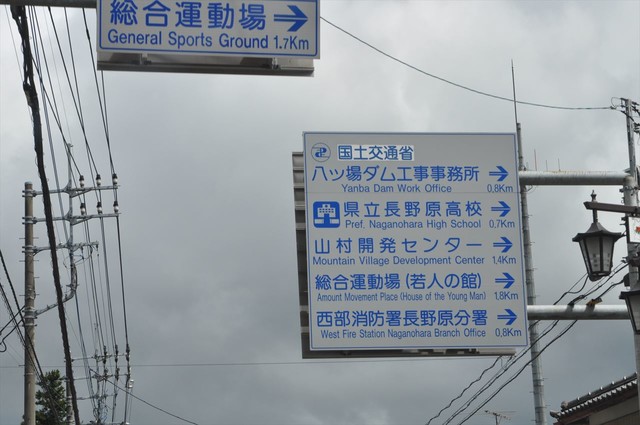 総合運動場 →
General Sports Ground 1.7Km
国土交通省
八ッ場ダム工事事務所 →
Yanba Dam Work Office 0.8Km
県立長野原高校 →
Pref. Naganohara High School 0.7Km
山村開発センター →
Mountain Village Development Center 1.4Km
総合運動場(若人の館) →
Amount Movement Place (House of the Young Man) 1.8Km
西部消防署長野原分署 →
West Fire Station Naganohara Branch Office 0.8Km